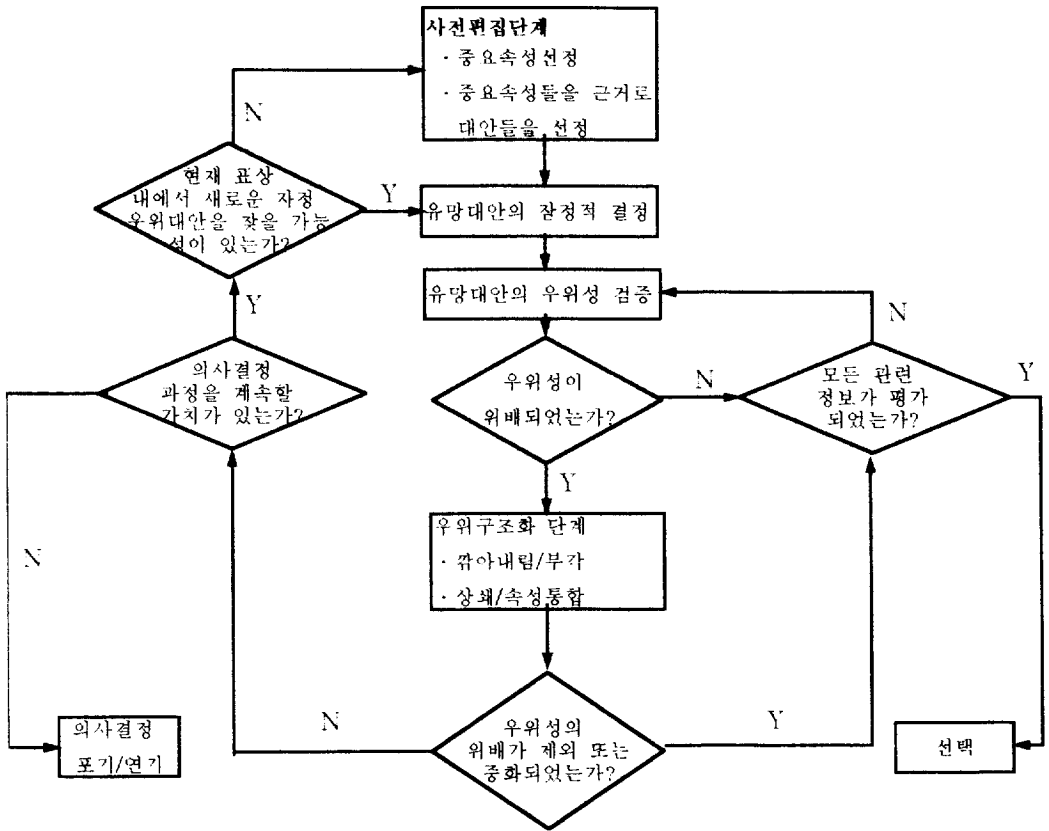 사전편집단계
· 중요속성선정
· 중요속성들을 근거로
대안들을 선정
N
현재 표상
내에서 새로운 자정
우위대안을 찾을 가능
성이 있는가?
Y
유망대안의 잠정적 결정
유망대안의 우위성 검증
Y
N
의사결정
과정을 계속할
가치가 있는가?
우위성이
위배되었는가?
N
모든 관련
정보가 평가
되었는가?
Y
Y
우위구조화 단계
· 깎아내림/부각
· 상쇄/속성통합
N
N
우위성의
위배가 제외 또는
중화되었는가?
Y
의사결정
포기/연기
선택